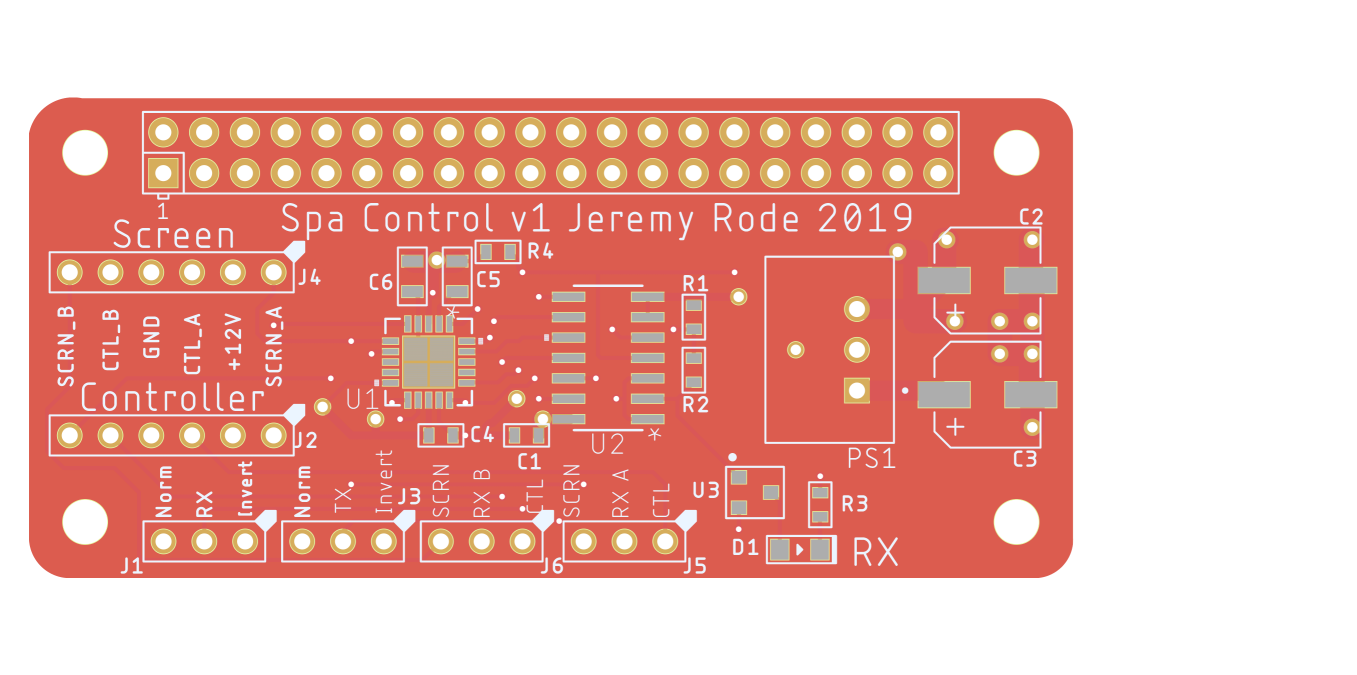 1
Spa Control v1 Jeremy Rode 2019
C2
Screen
R4
J4
C6
C5
*
R1
+
SCRN_B
CTL_B
GND
CTL_A
+12V
SCRN_A
U1
R2
Controller
+
J2
C4
C1
U2
*
PS1
C3
Norm
RX
Invert
Norm
TX
Invert
J3
SCRN
RX B
CTL
SCRN
RX A
CTL
U3
R3
J1
J6
J5
D1
RX